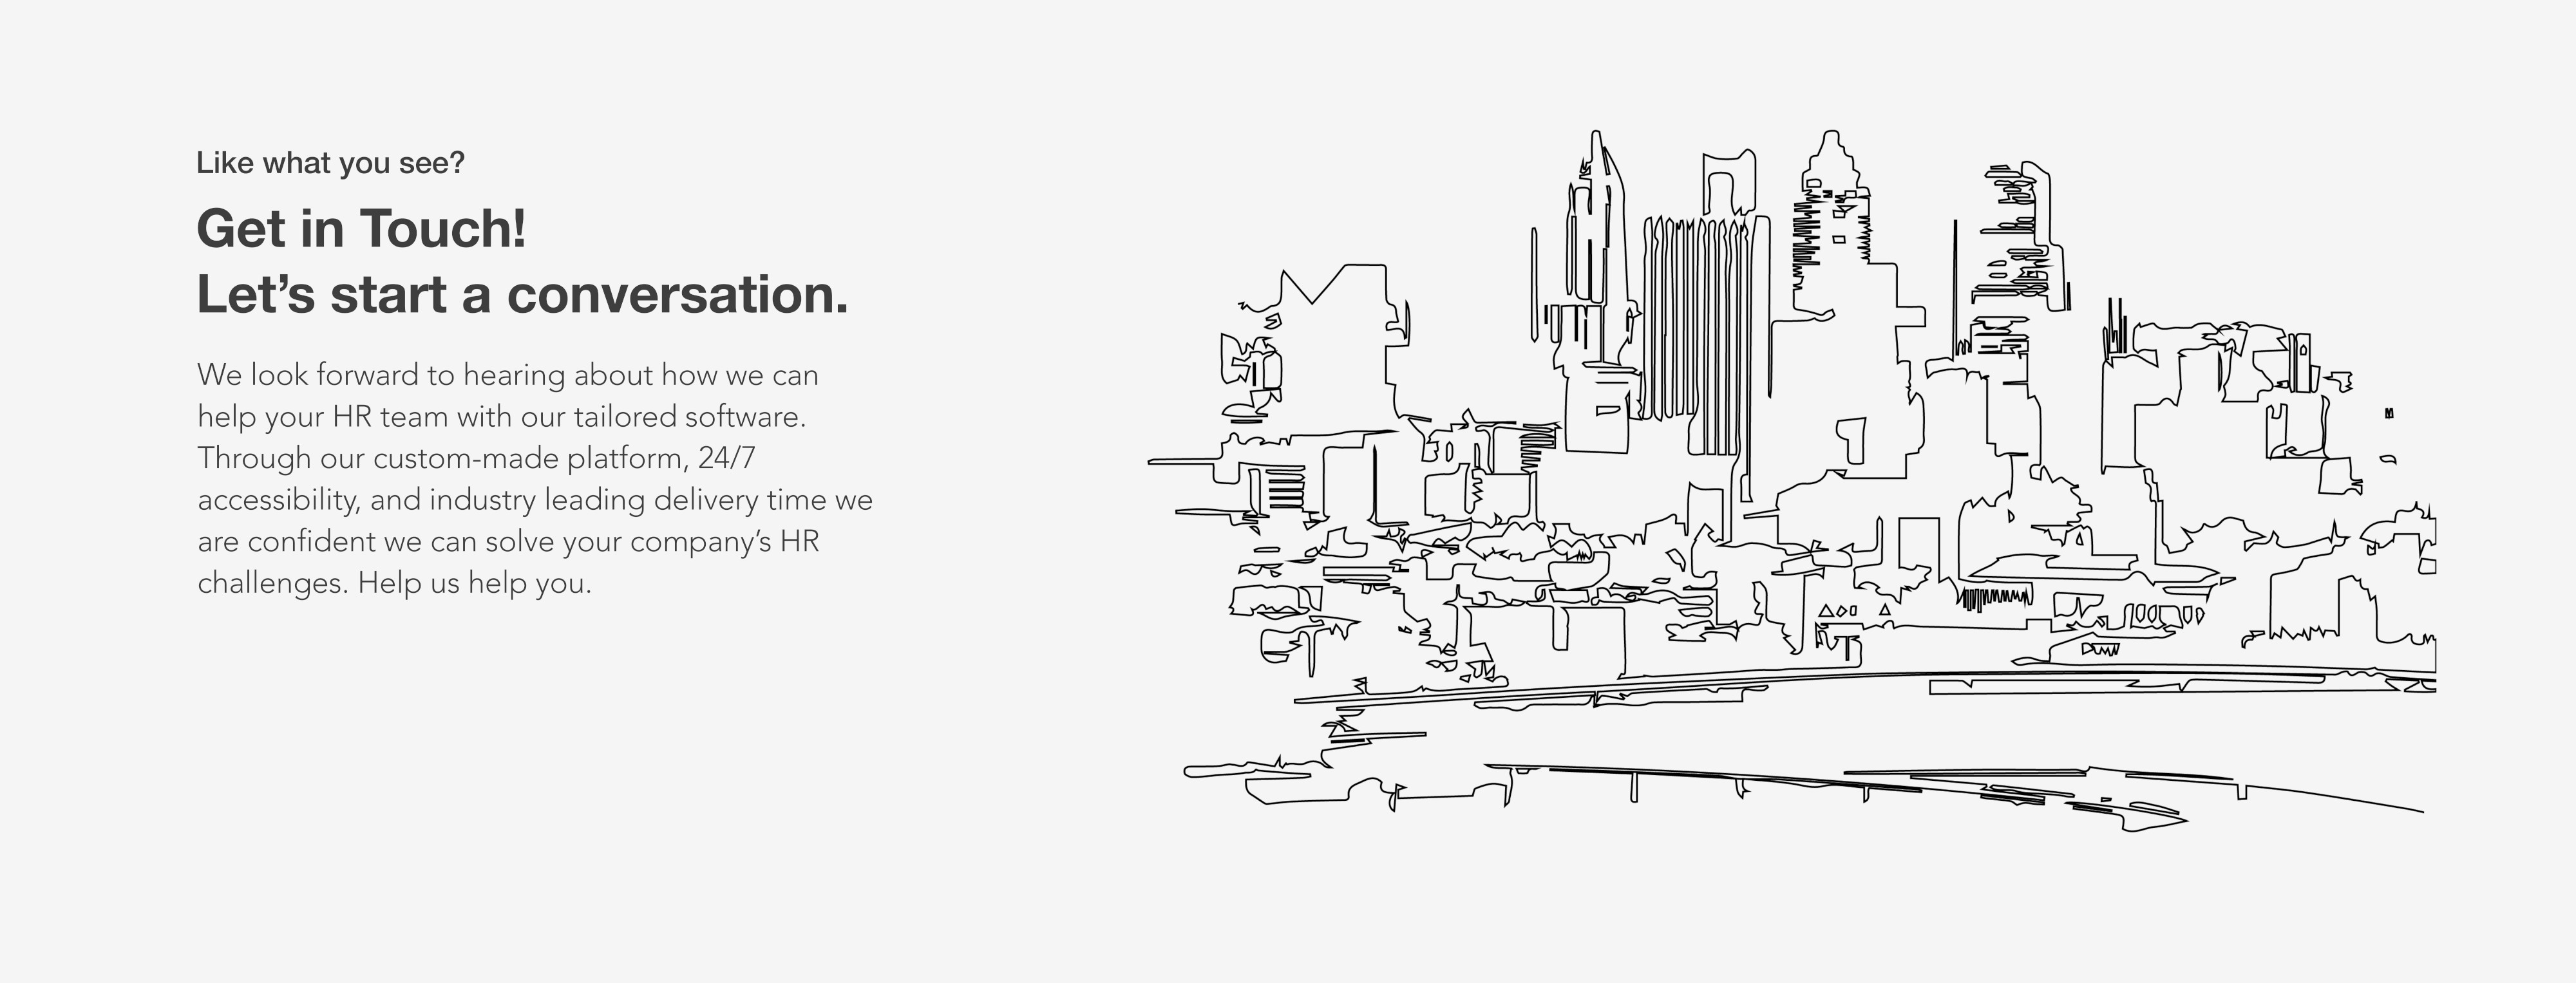 Like what you see?
Get in Touch!
Let’s start a conversation.
We look forward to hearing about how we can
help your HR team with our tailored software.
Through our custom-made platform, 24/7
accessibility, and industry leading delivery time we
are confident we can solve your company’s HR
challenges. Help us help you.